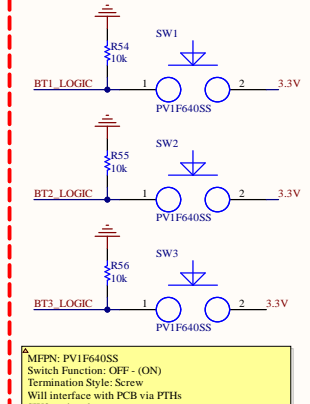 SW1
R54
10k
BT1_LOGIC 1 2 3.3V
PV1F640SS
SW2
R55
10k
BT2_LOGIC 1 2 3.3V
PV1F640SS
SW3
R56
10k
BT3_LOGIC 1 2 3.3V
PV1F640SS
MFPN: PV1F640SS
Switch Function: OFF - (ON)
Termination Style: Screw
Will interface with PCB via PTHs